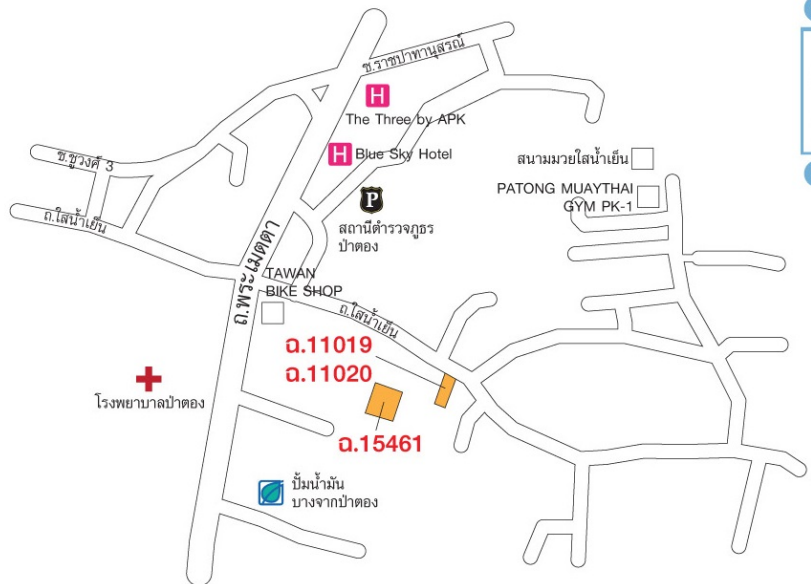 ซ.ราชปาทานุสรณ์
H
The Three by APK
H Blue Sky Hotel
ซ.ชูวงศ์ 3
สนามมวยใสน้ำเย็น
PATONG MUAYTHAI
GYM PK-1
P
สถานีตำรวจภูธร
ป่าตอง
ถ.ใสน้ำเย็น
ถ.พระเมตตา
TAWAN
BIKE SHOP
ถ.ใสน้ำเย็น
ฉ.11019
ฉ.11020
โรงพยาบาลป่าตอง
ฉ.15461
ปั้มน้ำมัน
บางจากป่าตอง